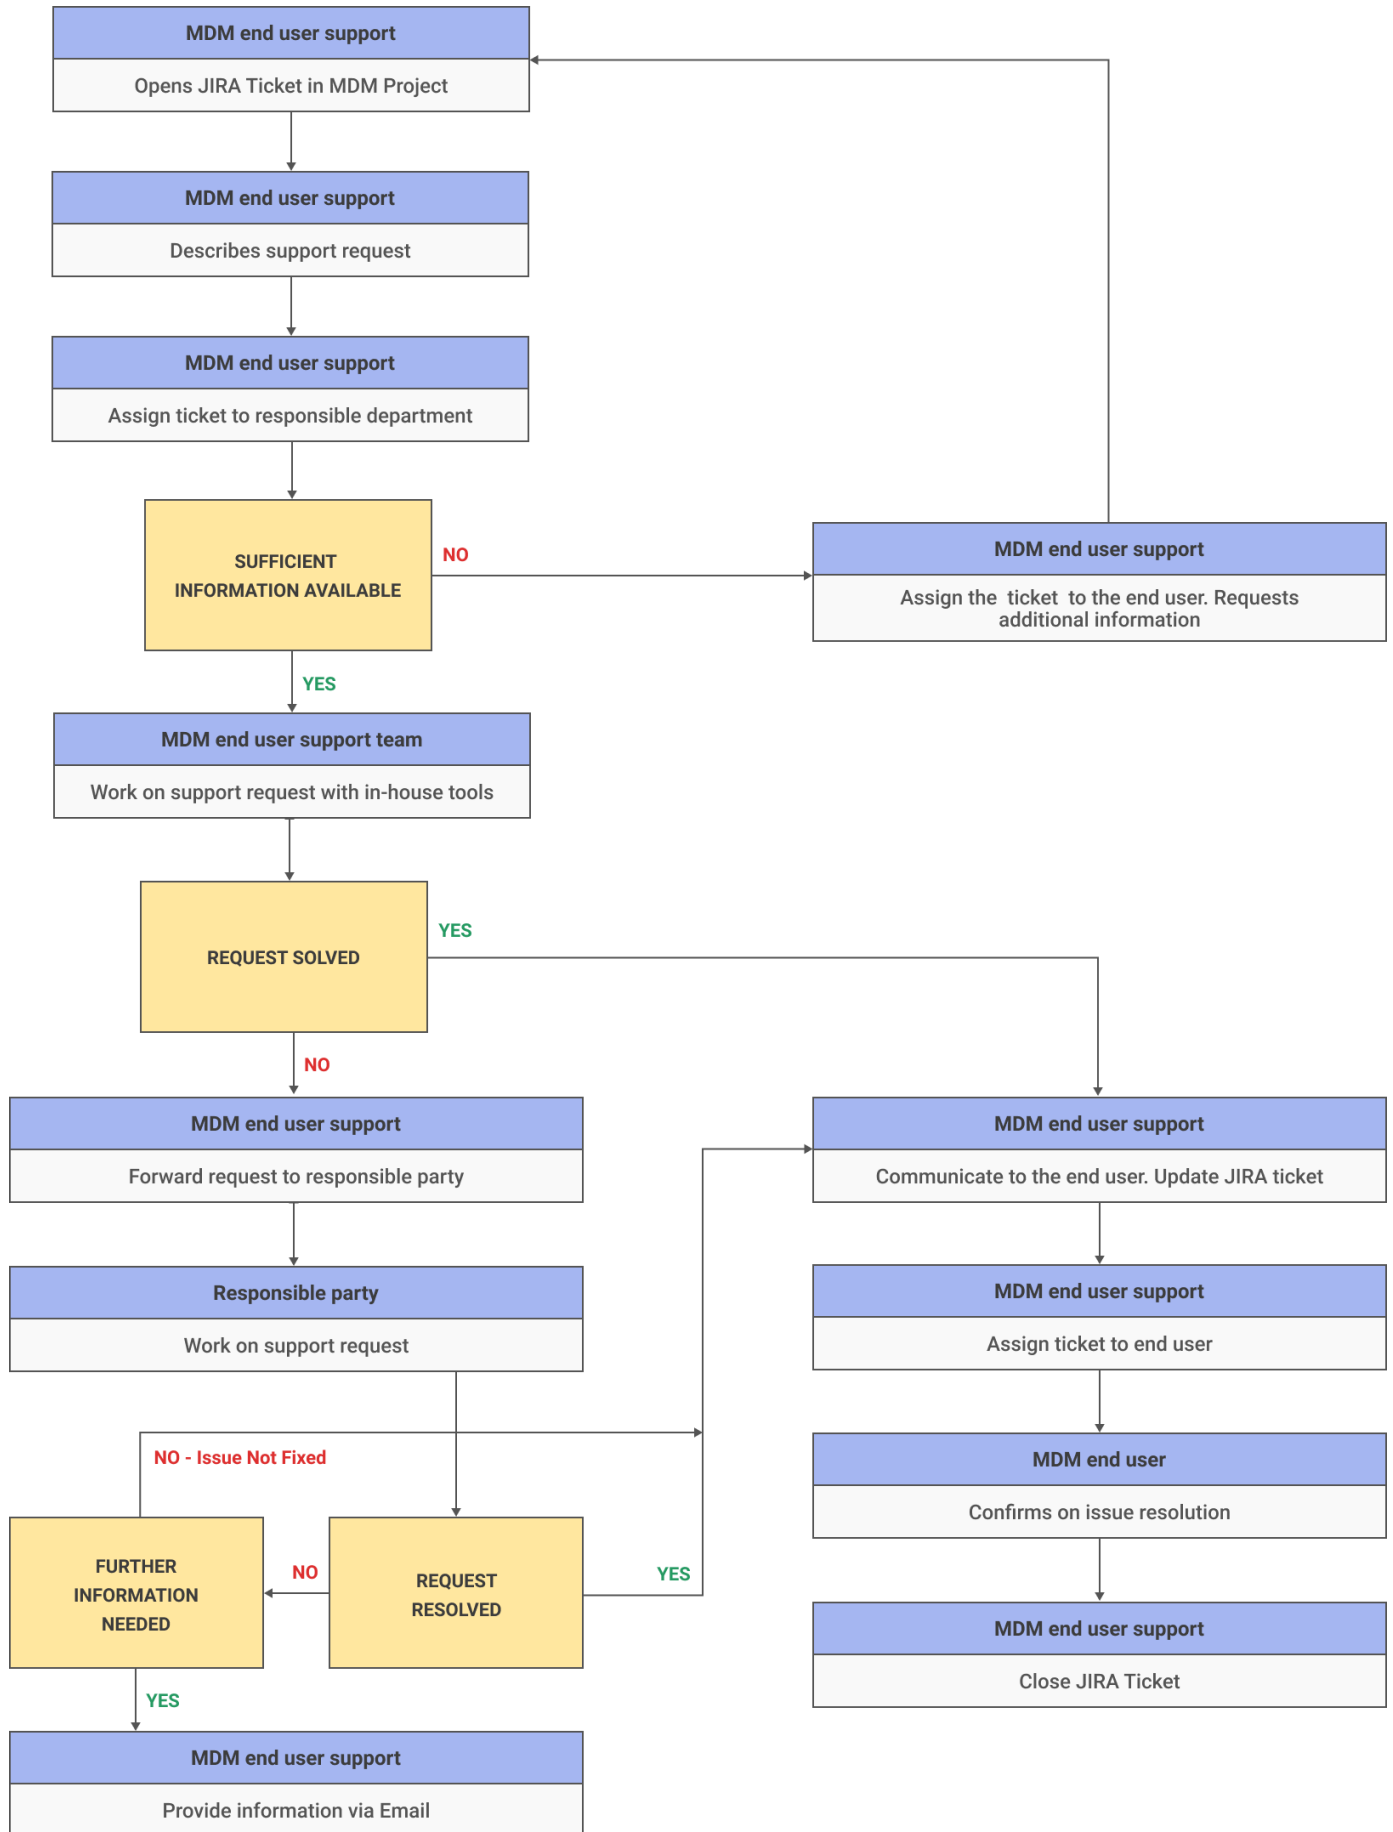 MDM end user support
Opens JIRA Ticket in MDM Project
MDM end user support
Describes support request
MDM end user support
Assign ticket to responsible department
SUFFICIENT
INFORMATION AVAILABLE
NO
MDM end user support
Assign the ticket to the end user. Requests
additional information
YES
MDM end user support team
Work on support request with in-house tools
REQUEST SOLVED
YES
NO
MDM end user support
Forward request to responsible party
MDM end user support
Communicate to the end user. Update JIRA ticket
Responsible party
Work on support request
MDM end user support
Assign ticket to end user
NO - Issue Not Fixed
MDM end user
Confirms on issue resolution
FURTHER
INFORMATION
NEEDED
NO
REQUEST
RESOLVED
YES
MDM end user support
Close JIRA Ticket
YES
MDM end user support
Provide information via Email